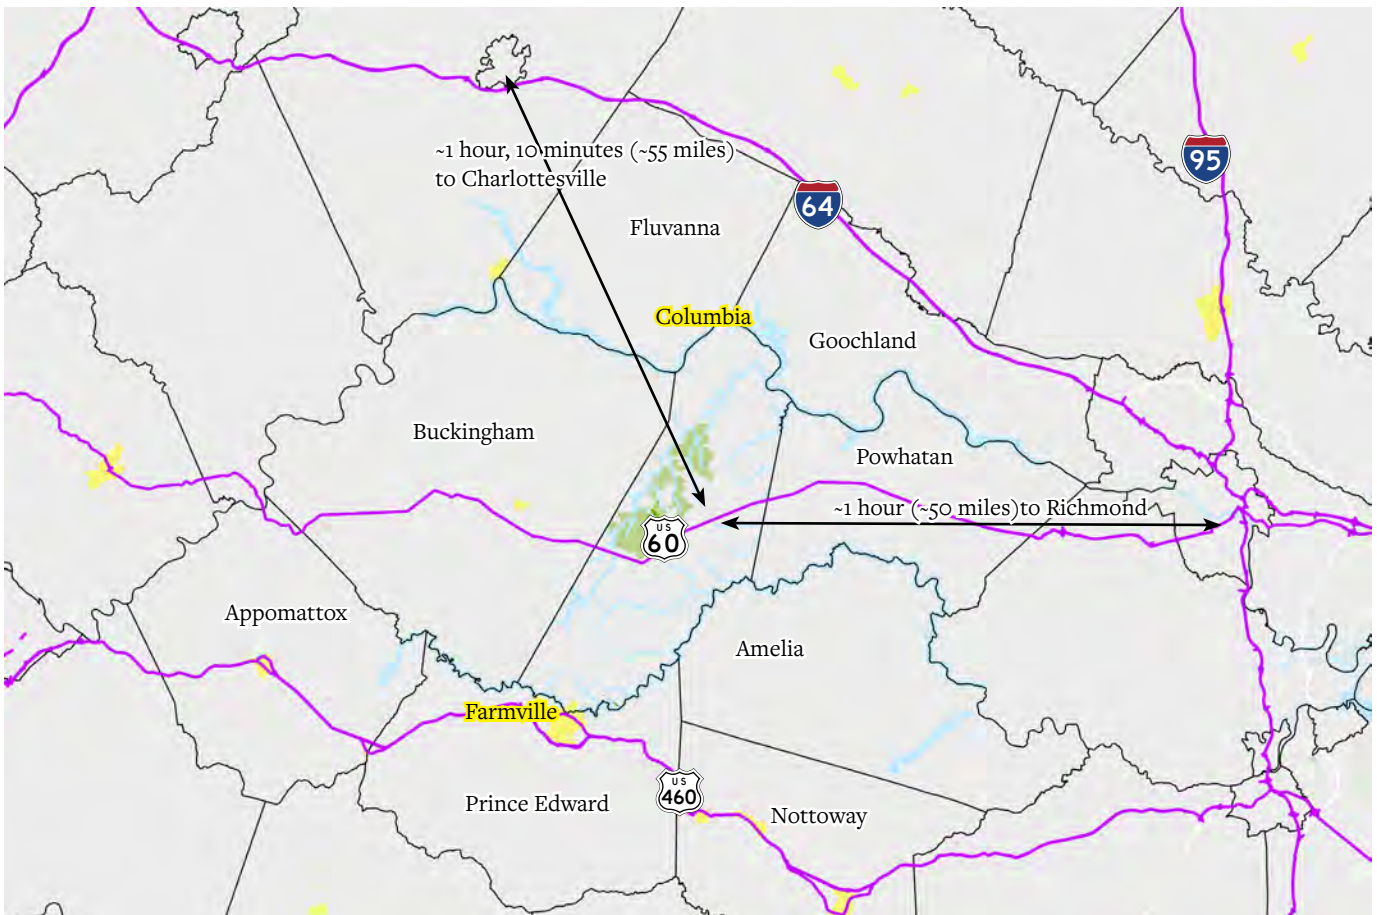 ~1 hour, 10 minutes (~55 miles)
to Charlottesville
95
64
Fluvanna
Columbia
Goochland
Buckingham
Powhatan
~1 hour (~50 miles)to Richmond
US
60
Appomattox
Amelia
Farmville
US
460
Prince Edward
Nottoway